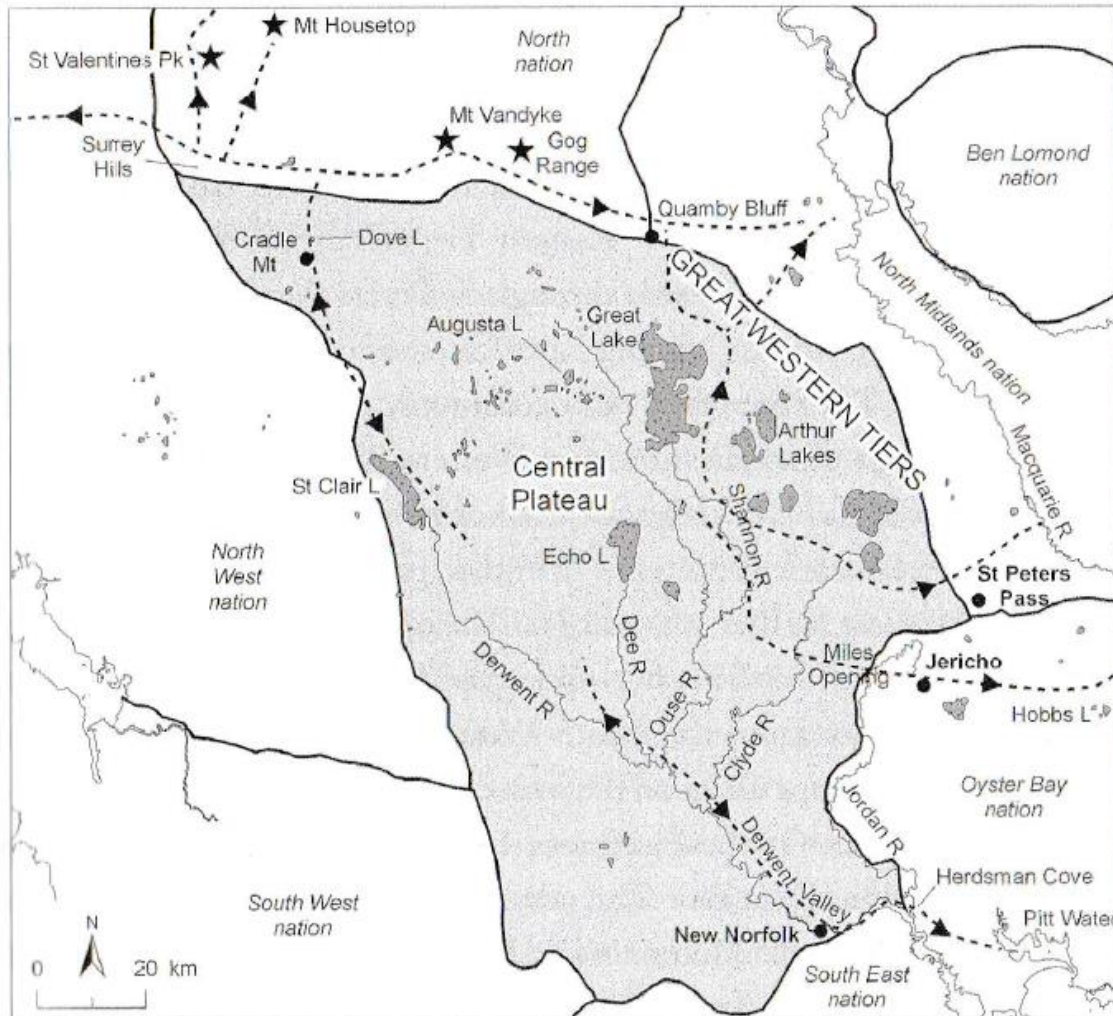 Mt Housetop
St Valentines Pk
North
nation
Mt Vandyke
Gog
Range
Surrey
Hills
Ben Lomond
nation
Quamby Bluff
Cradle
Mt
Dove L
GREAT WESTERN TIERS
North Midlands nation
Augusta L
Great
Lake
Arthur
Lakes
Macquarie R
Central
Plateau
St Clair L
Shannon R
Echo L
North
West
nation
St Peters
Pass
Dee R
Miles
Opening
Jericho
Derwent R
Ouse R
Clyde R
Hobbs L
Oyster Bay
nation
Jordan R
Derwent Valley
Herdsman Cove
South West
nation
Pitt Water
New Norfolk
South East
nation
N
0 20 km